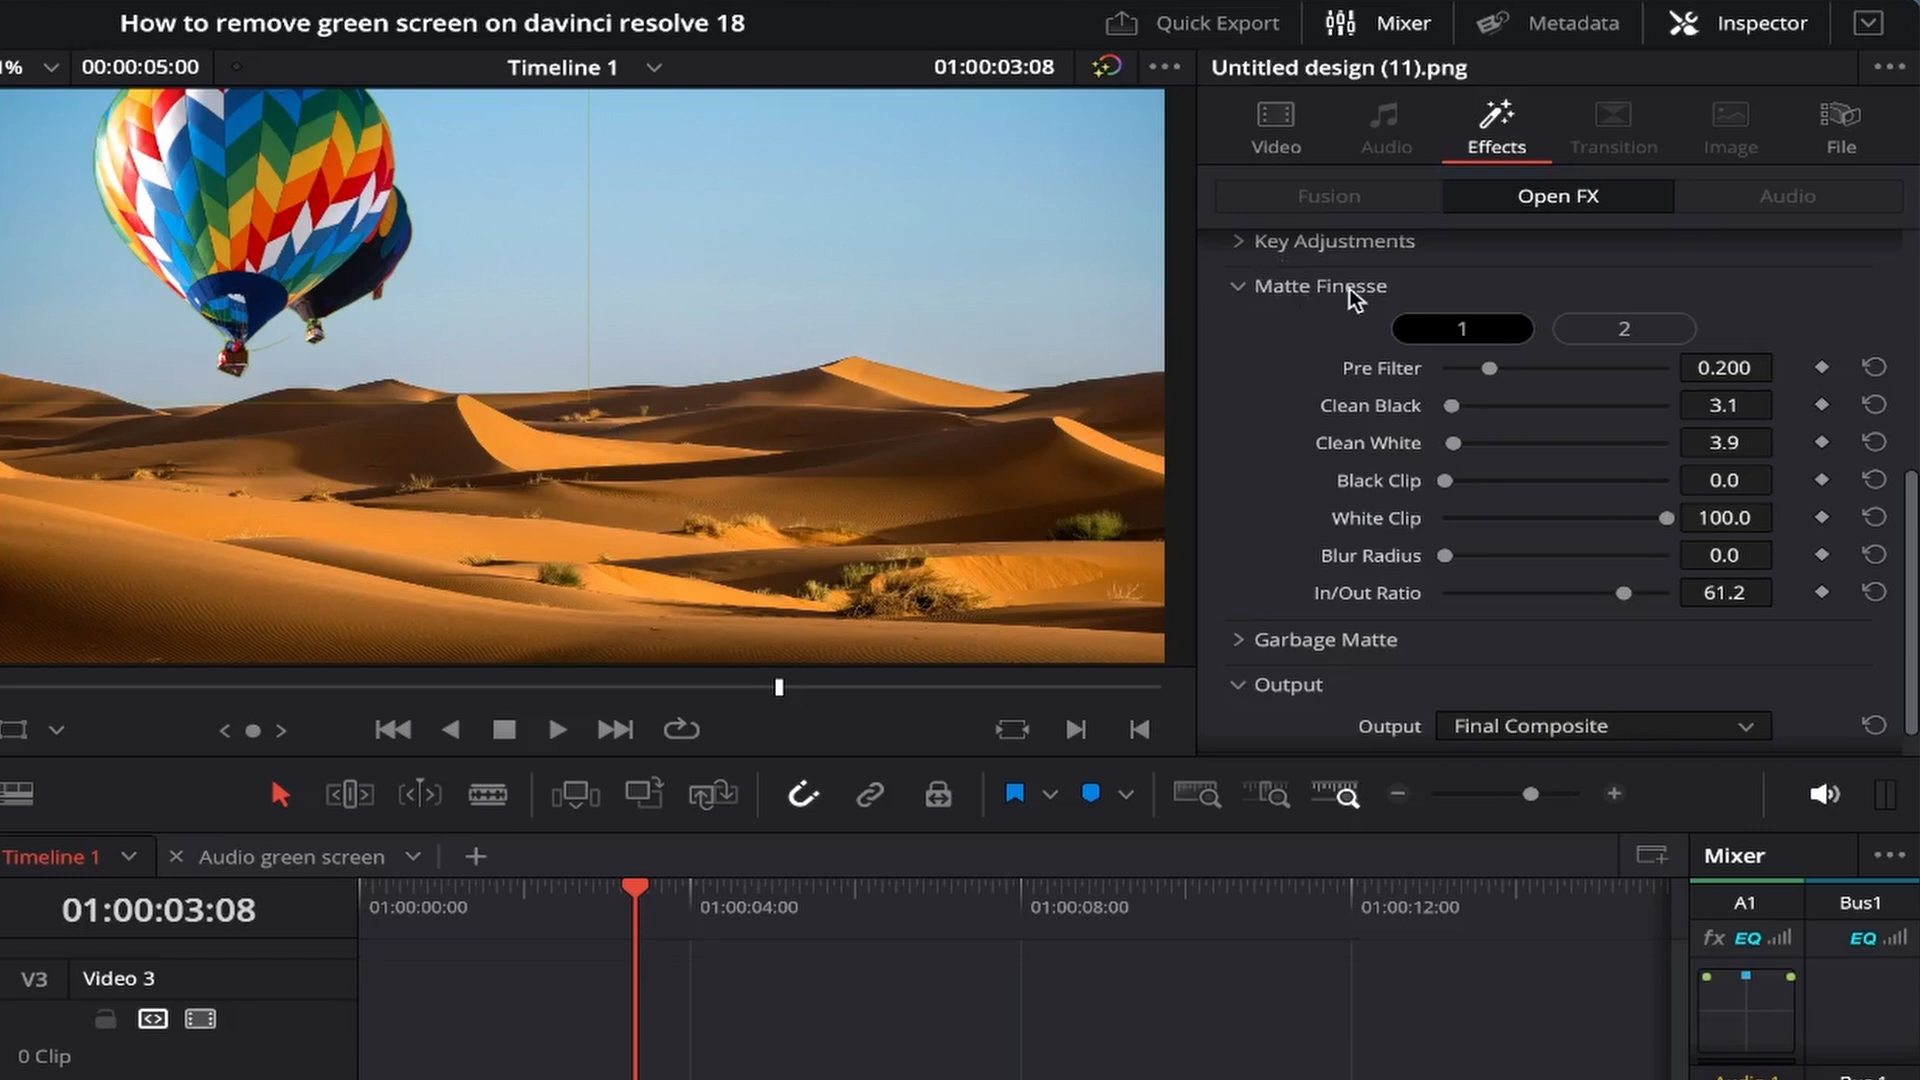 How to remove green screen on davinci resolve 18
Quick Export
Mixer
Metadata
Inspector
1%
00:00:05:00
Timeline 1
01:00:03:08
Untitled design (11).png
Video
Audio
Effects
Transition
Image
File
Fusion
Open FX
Audio
Key Adjustments
Matte Finesse
1
2
Pre Filter 0.200
Clean Black 3.1
Clean White 3.9
Black Clip 0.0
White Clip 100.0
Blur Radius 0.0
In/Out Ratio 61.2
Garbage Matte
Output
Output Final Composite
Timeline 1
Audio green screen
Mixer
01:00:03:08
01:00:00:00
01:00:04:00
01:00:08:00
01:00:12:00
A1
Bus1
fx EQ
EQ
V3
Video 3
0 Clip